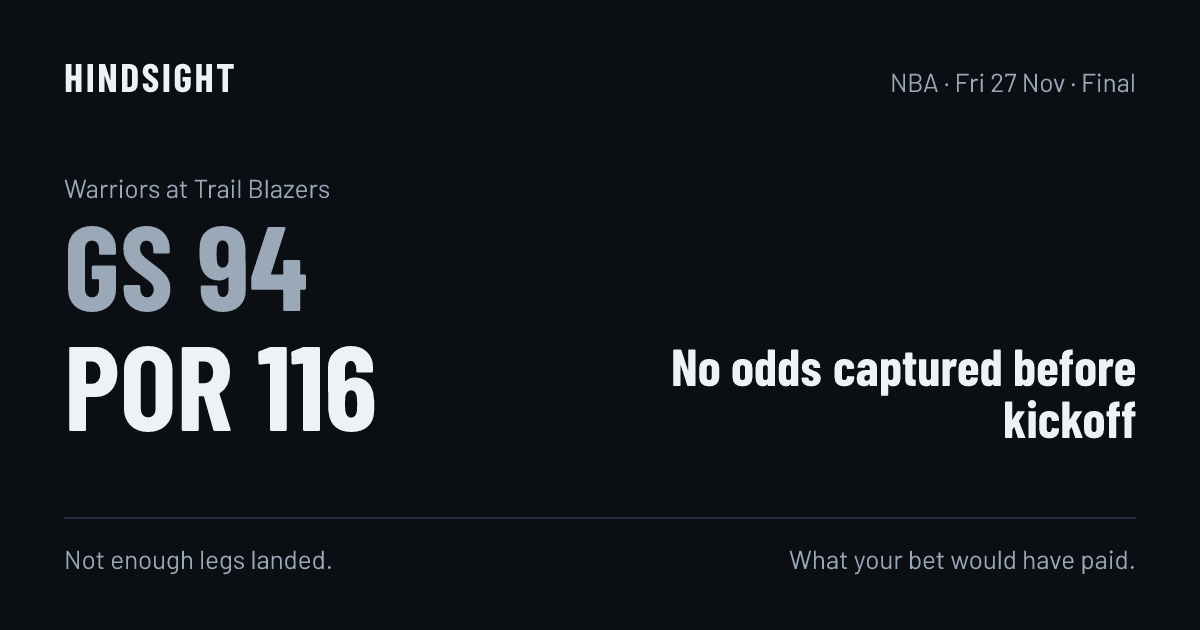 HINDSIGHT
NBA · Fri 27 Nov · Final
Warriors at Trail Blazers
GS 94
POR 116
No odds captured before
kickoff
Not enough legs landed.
What your bet would have paid.